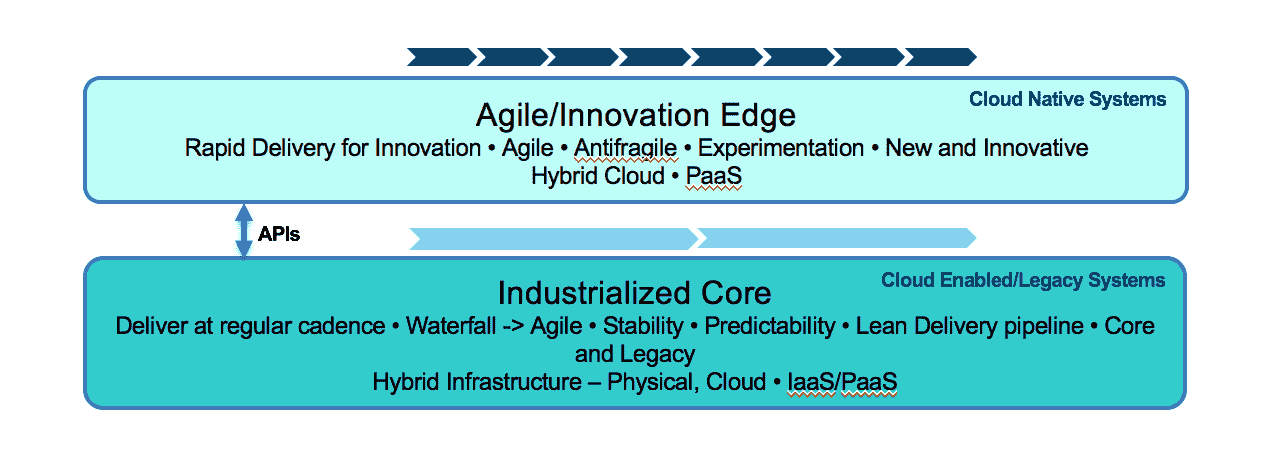 Cloud Native Systems
Agile/Innovation Edge
Rapid Delivery for Innovation • Agile • Antifragile • Experimentation • New and Innovative
Hybrid Cloud • PaaS
APIs
Cloud Enabled/Legacy Systems
Industrialized Core
Deliver at regular cadence • Waterfall -> Agile • Stability • Predictability • Lean Delivery pipeline • Core
and Legacy
Hybrid Infrastructure – Physical, Cloud • IaaS/PaaS